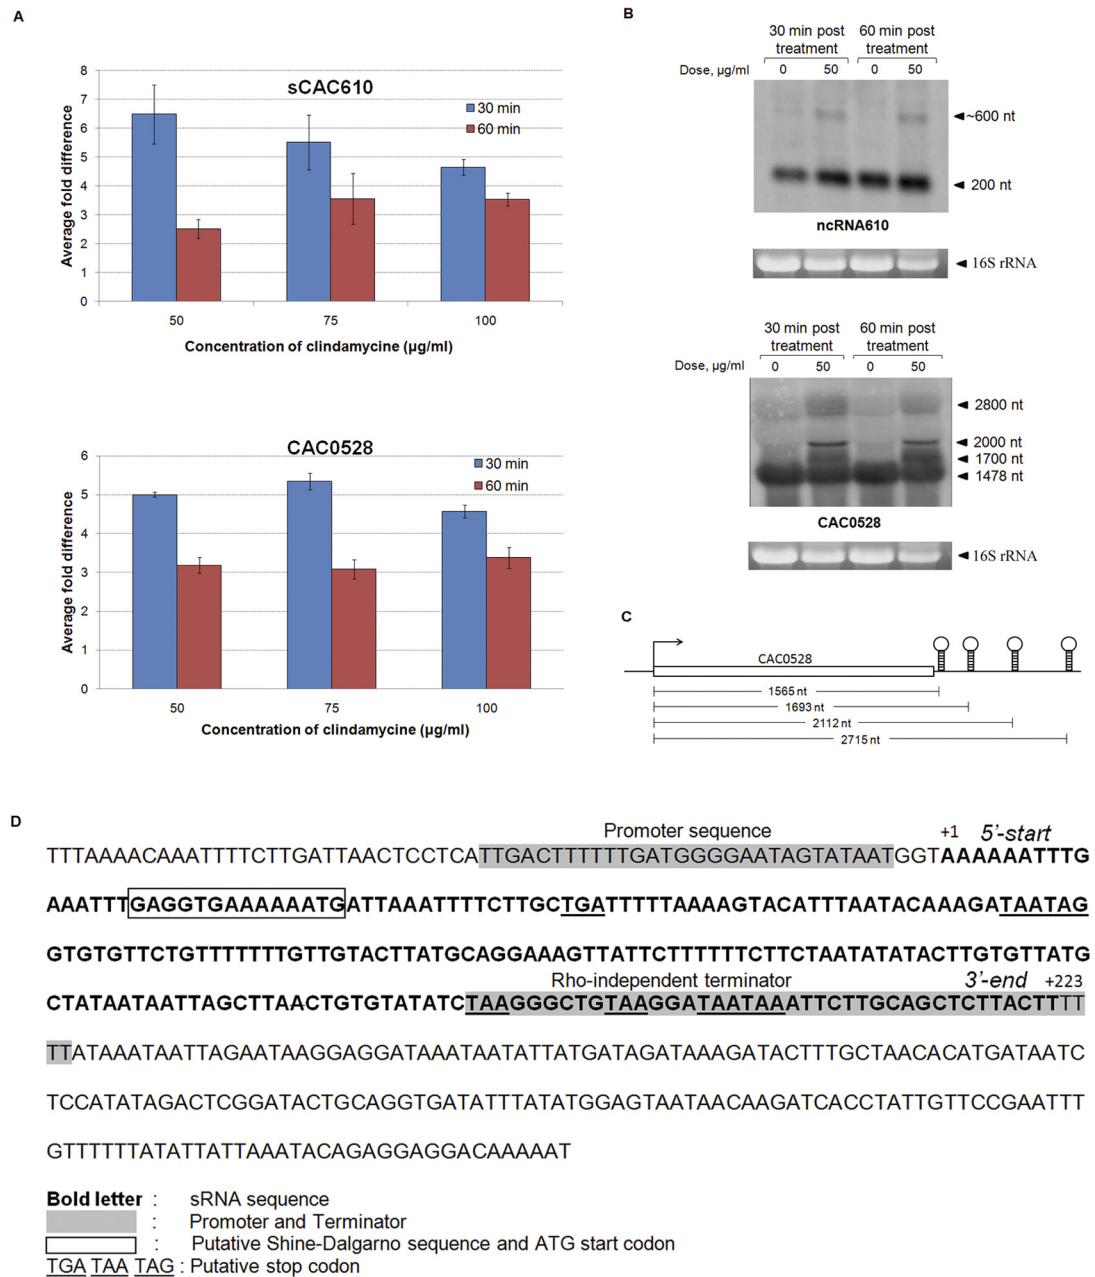 A
sCAC610
8
7
6
5
4
3
2
1
0
Average fold difference
30 min
60 min
50 75 100
Concentration of clindamycine (µg/ml)
CAC0528
6
5
4
3
2
1
0
Average fold difference
30 min
60 min
50 75 100
Concentration of clindamycine (µg/ml)
B
30 min post 60 min post
treatment treatment
Dose, µg/ml 0 50 0 50
~600 nt
200 nt
ncRNA610
16S rRNA
30 min post 60 min post
treatment treatment
Dose, µg/ml 0 50 0 50
2800 nt
2000 nt
1700 nt
1478 nt
CAC0528
16S rRNA
C
CAC0528
1565 nt
1693 nt
2112 nt
2715 nt
D
Promoter sequence +1 5'-start
TTTAAAACAAATTTTCTTGATTAACTCCTCATTGACTTTTTTGATGGGGAATAGTATAATGGTAAAAAATTTG
AAATTTGAGGTGAAAAAATGATTAAATTTTCTTGCTGATTTTTAAAAGTACATTTAATACAAAGATAATAG
GTGTGTTCTGTTTTTTTGTTGTACTTATGCAGGAAAGTTATTCTTTTTTCTTCTAATATATACTTGTGTTATG
Rho-independent terminator 3'-end +223
CTATAATAATTAGCTTAACTGTGTATATCTAAGGGCTGTAAGGATAATAAATTCTTGCAGCTCTTACTTTT
TTATAAATAATTAGAATAAGGAGGATAAATAATATTATGATAGATAAAGATACTTTGCTAACACATGATAATC
TCCATATAGACTCGGATACTGCAGGTGATATTTATATGGAGTAATAACAAGATCACCTATTGTTCCGAATTT
GTTTTTTATATTATTAAATACAGAGGAGGACAAAAAT
Bold letter : sRNA sequence
: Promoter and Terminator
: Putative Shine-Dalgarno sequence and ATG start codon
TGA TAA TAG : Putative stop codon